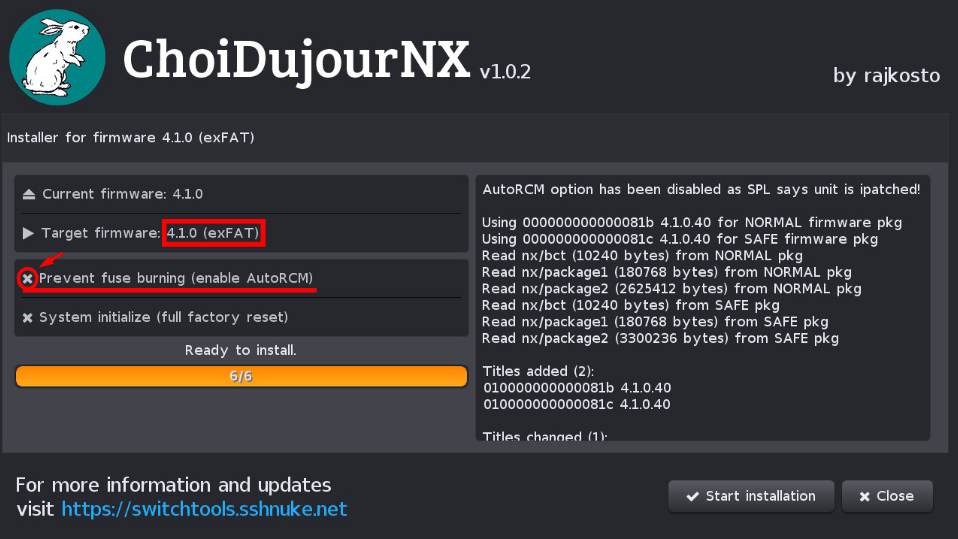 ChoiDujourNX v1.0.2
by rajkosto
Installer for firmware 4.1.0 (exFAT)
Current firmware: 4.1.0
Target firmware: 4.1.0 (exFAT)
Prevent fuse burning (enable AutoRCM)
System initialize (full factory reset)
Ready to install.
6/6
AutoRCM option has been disabled as SPL says unit is ipatched!
Using 000000000000081b 4.1.0.40 for NORMAL firmware pkg
Using 000000000000081c 4.1.0.40 for SAFE firmware pkg
Read nx/bct (10240 bytes) from NORMAL pkg
Read nx/package1 (180768 bytes) from NORMAL pkg
Read nx/package2 (2625412 bytes) from NORMAL pkg
Read nx/bct (10240 bytes) from SAFE pkg
Read nx/package1 (180768 bytes) from SAFE pkg
Read nx/package2 (3300236 bytes) from SAFE pkg
Titles added (2):
010000000000081b 4.1.0.40
010000000000081c 4.1.0.40
Titles changed (1):
For more information and updates
visit https://switchtools.sshnuke.net
Start installation
Close